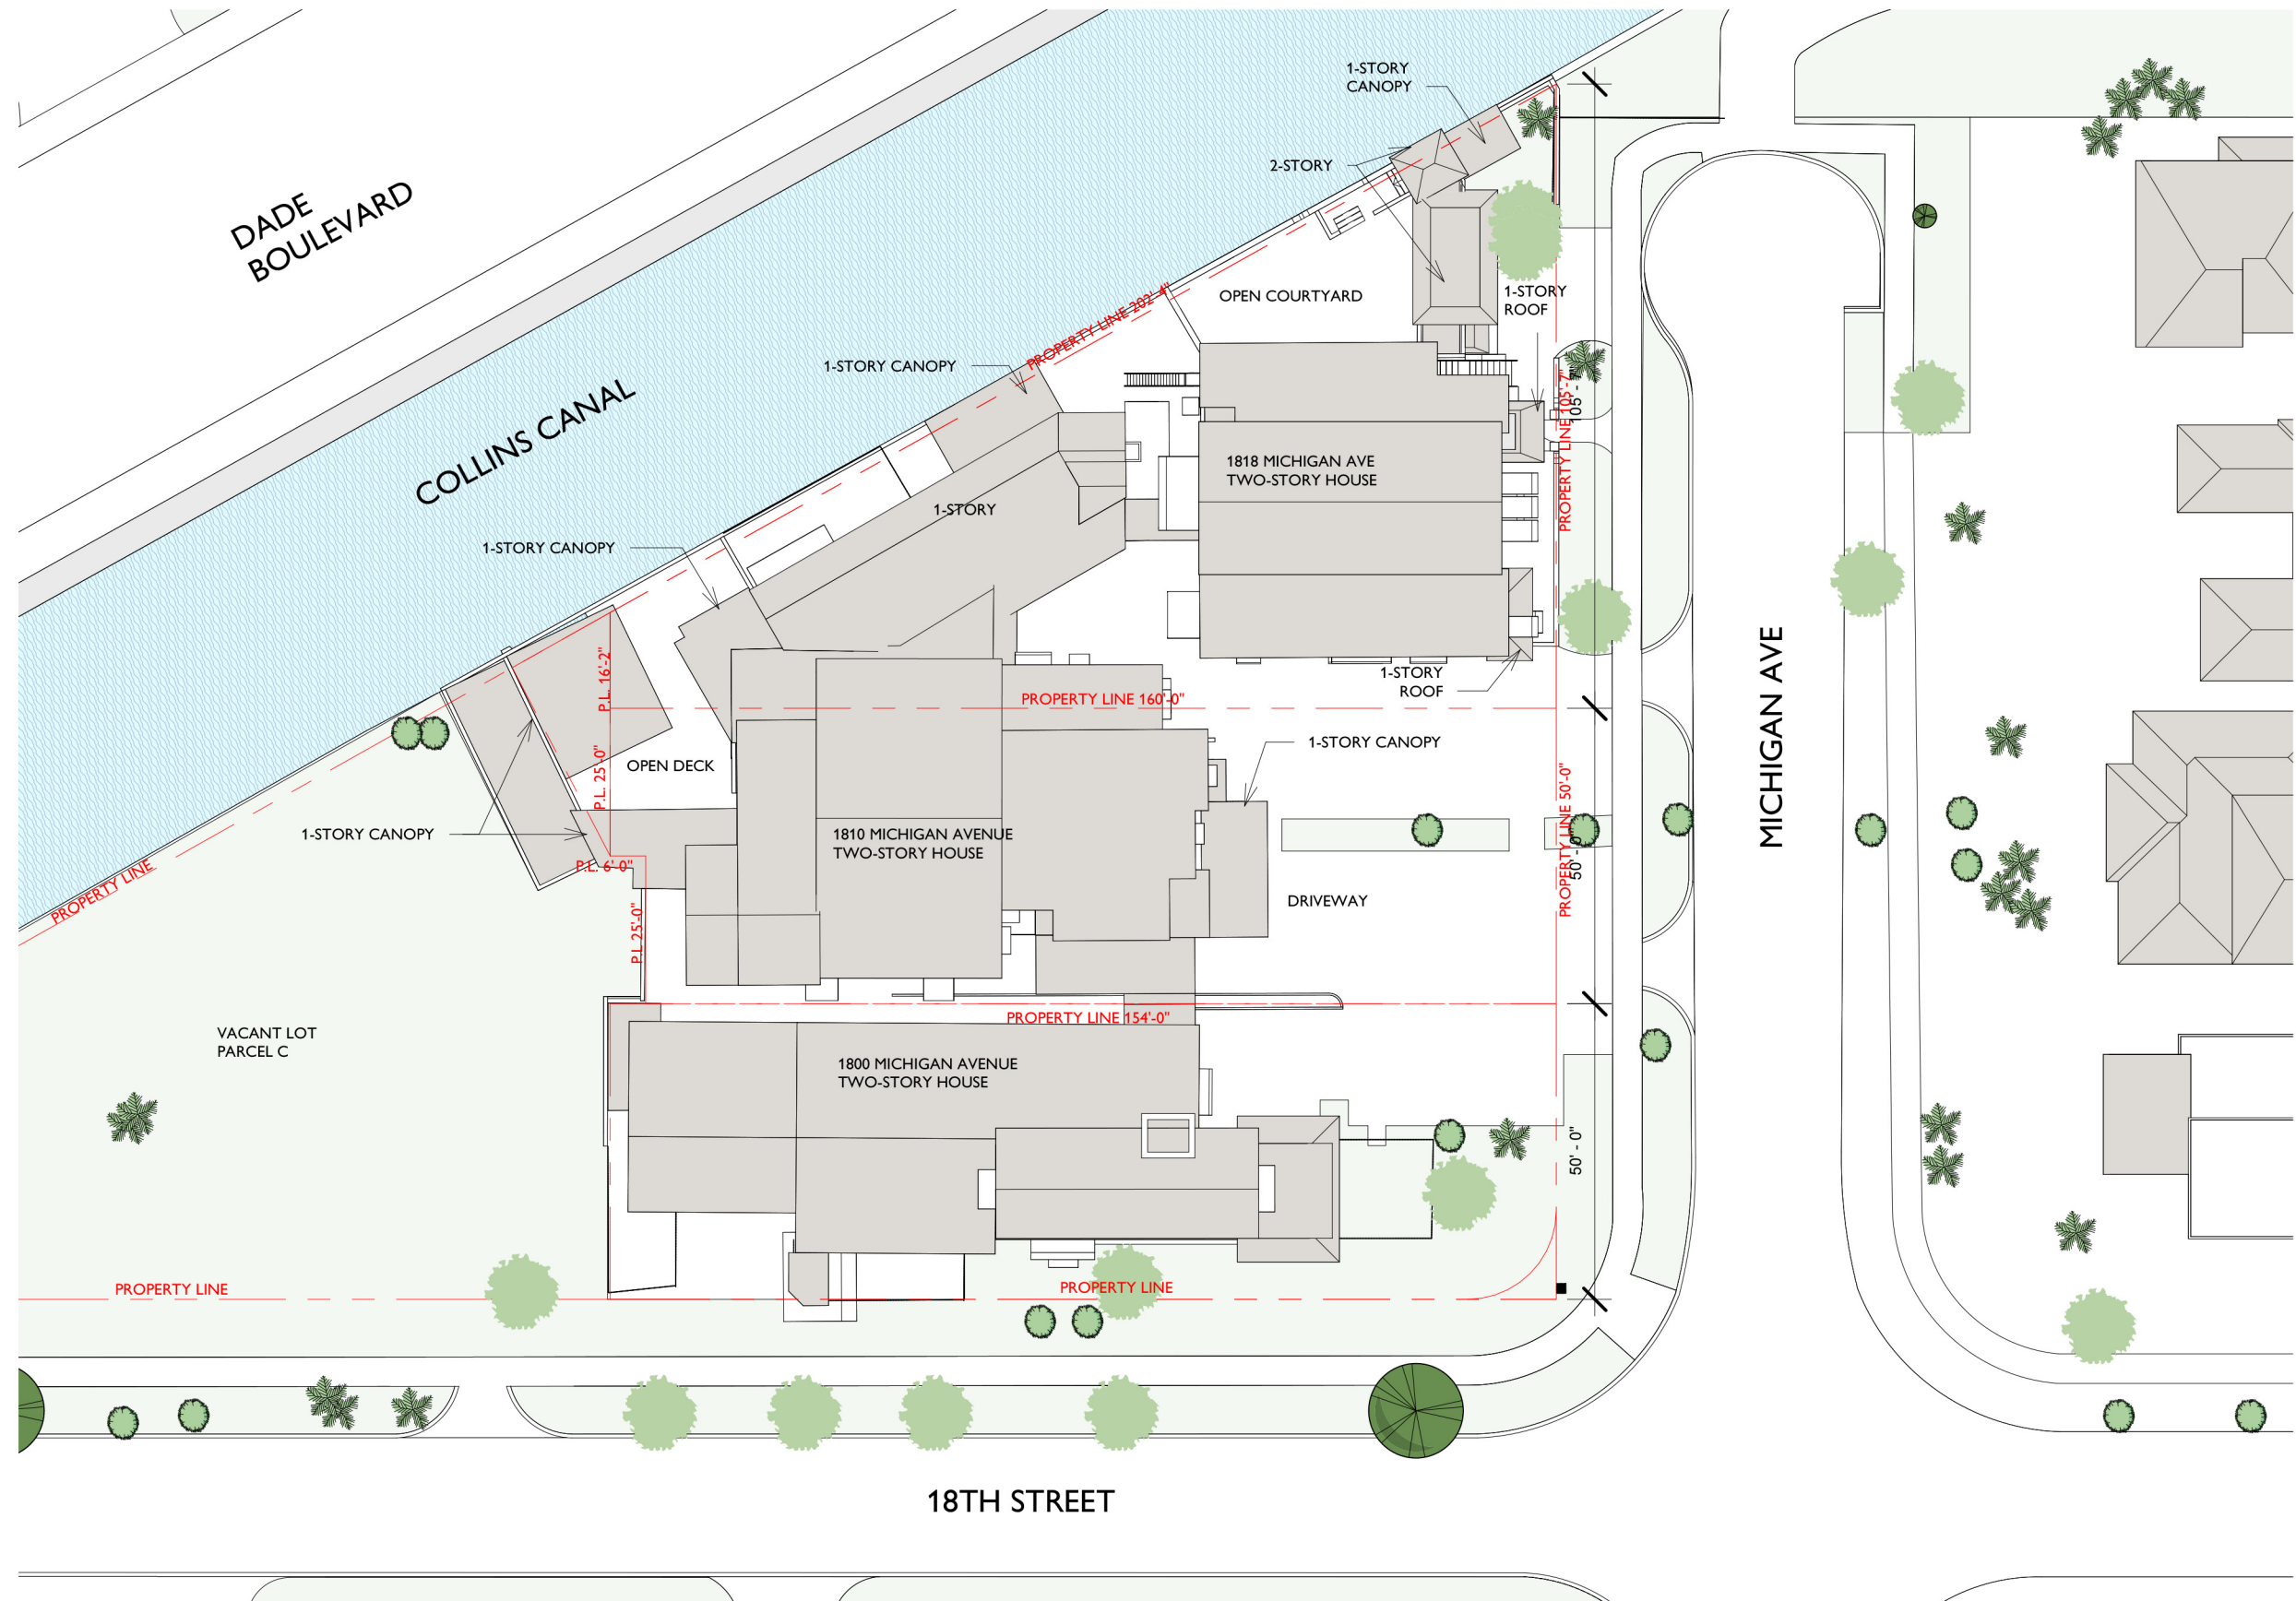 1-STORY
CANOPY
2-STORY
DADE
BOULEVARD
OPEN COURTYARD
1-STORY
ROOF
PROPERTY LINE 202'-4"
1-STORY CANOPY
COLLINS CANAL
105' - 7"
PROPERTY LINE 105'-7"
1818 MICHIGAN AVE
TWO-STORY HOUSE
1-STORY
1-STORY CANOPY
P.L. 16'-2"
1-STORY
ROOF
PROPERTY LINE 160'-0"
MICHIGAN AVE
1-STORY CANOPY
P.L. 25'-0"
OPEN DECK
PROPERTY LINE 50'-0"
50' - 0"
1-STORY CANOPY
1810 MICHIGAN AVENUE
TWO-STORY HOUSE
P.L. 6'-0"
PROPERTY LINE
DRIVEWAY
P.L. 25'-0"
PROPERTY LINE 154'-0"
VACANT LOT
PARCEL C
1800 MICHIGAN AVENUE
TWO-STORY HOUSE
50' - 0"
PROPERTY LINE
PROPERTY LINE
18TH STREET